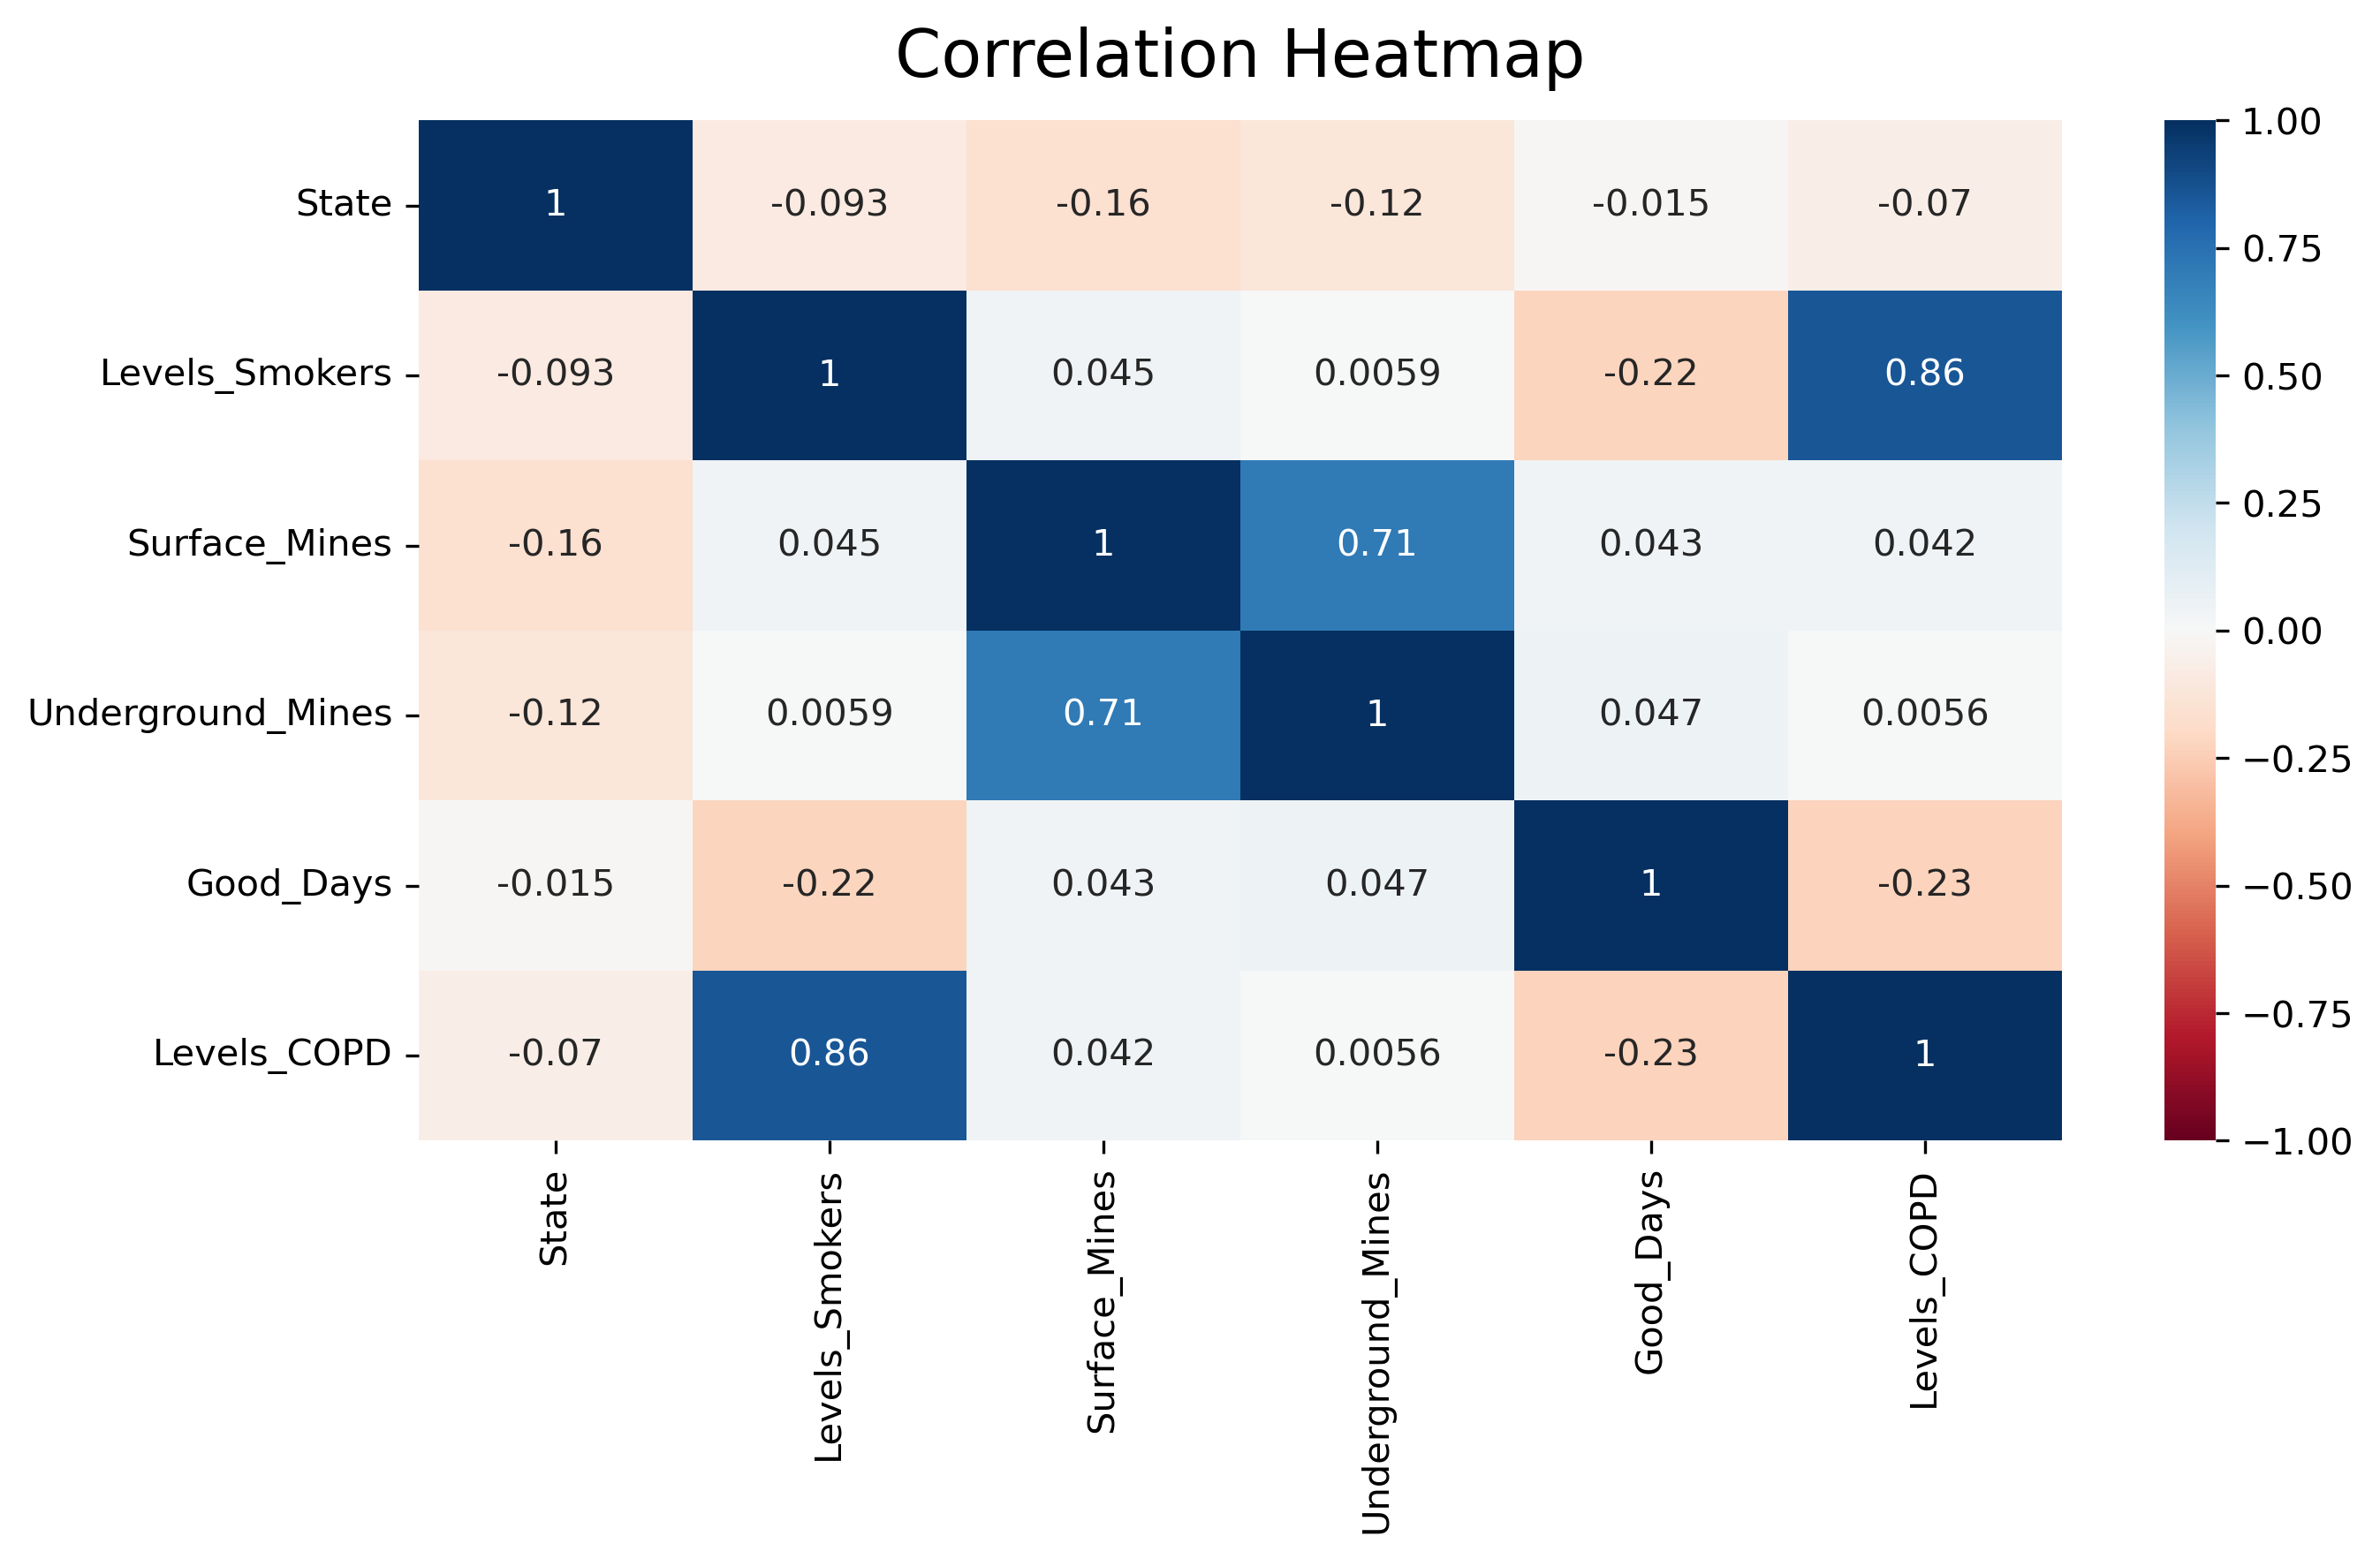 Correlation Heatmap
State 1 -0.093 -0.16 -0.12 -0.015 -0.07
Levels_Smokers -0.093 1 0.045 0.0059 -0.22 0.86
Surface_Mines -0.16 0.045 1 0.71 0.043 0.042
Underground_Mines -0.12 0.0059 0.71 1 0.047 0.0056
Good_Days -0.015 -0.22 0.043 0.047 1 -0.23
Levels_COPD -0.07 0.86 0.042 0.0056 -0.23 1
State
Levels_Smokers
Surface_Mines
Underground_Mines
Good_Days
Levels_COPD
1.00
0.75
0.50
0.25
0.00
−0.25
−0.50
−0.75
−1.00